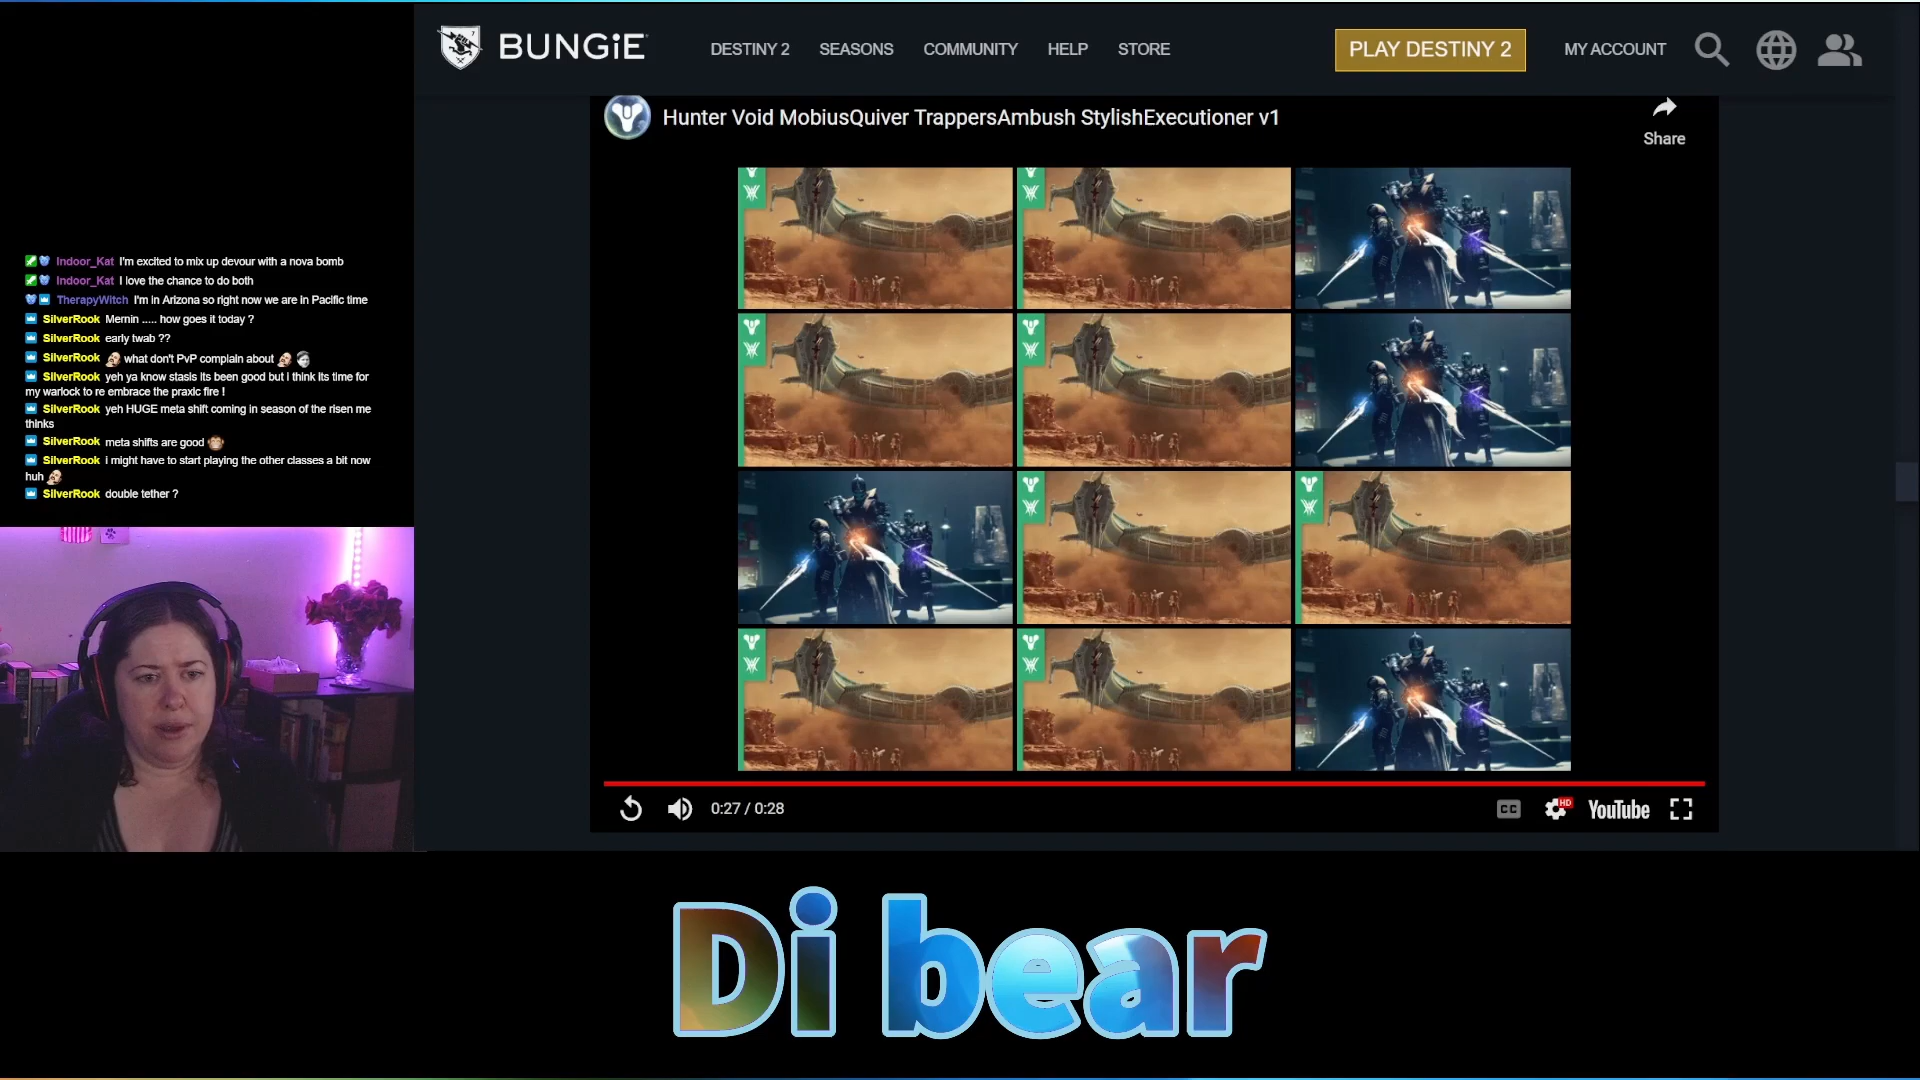 BUNGiE
DESTINY 2 SEASONS COMMUNITY HELP STORE
PLAY DESTINY 2
MY ACCOUNT
Hunter Void MobiusQuiver TrappersAmbush StylishExecutioner v1
Share
Indoor_Kat I'm excited to mix up devour with a nova bomb
Indoor_Kat I love the chance to do both
TherapyWitch I'm in Arizona so right now we are in Pacific time
SilverRook Mernin ..... how goes it today ?
SilverRook early twab ??
SilverRook what don't PvP complain about
SilverRook yeh ya know stasis its been good but i think its time for
my warlock to re embrace the praxic fire !
SilverRook yeh HUGE meta shift coming in season of the risen me
thinks
SilverRook meta shifts are good
SilverRook i might have to start playing the other classes a bit now
huh
SilverRook double tether ?
0:27 / 0:28
CC
HD
YouTube
Di bear